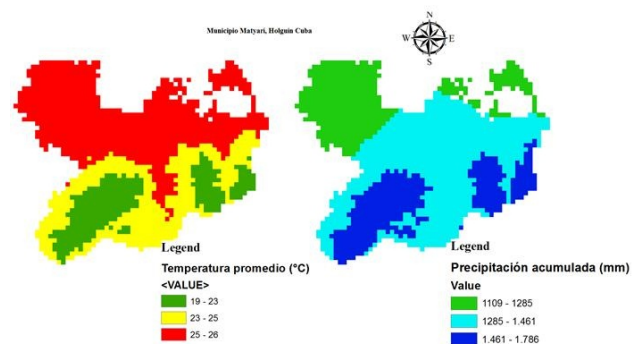 Municipio Matyarí, Holguín Cuba
N
W E
S
Legend
Temperatura promedio (°C)
<VALUE>
19 - 23
23 - 25
25 - 26
Legend
Precipitación acumulada (mm)
Value
1109 - 1285
1285 - 1.461
1.461 - 1.786